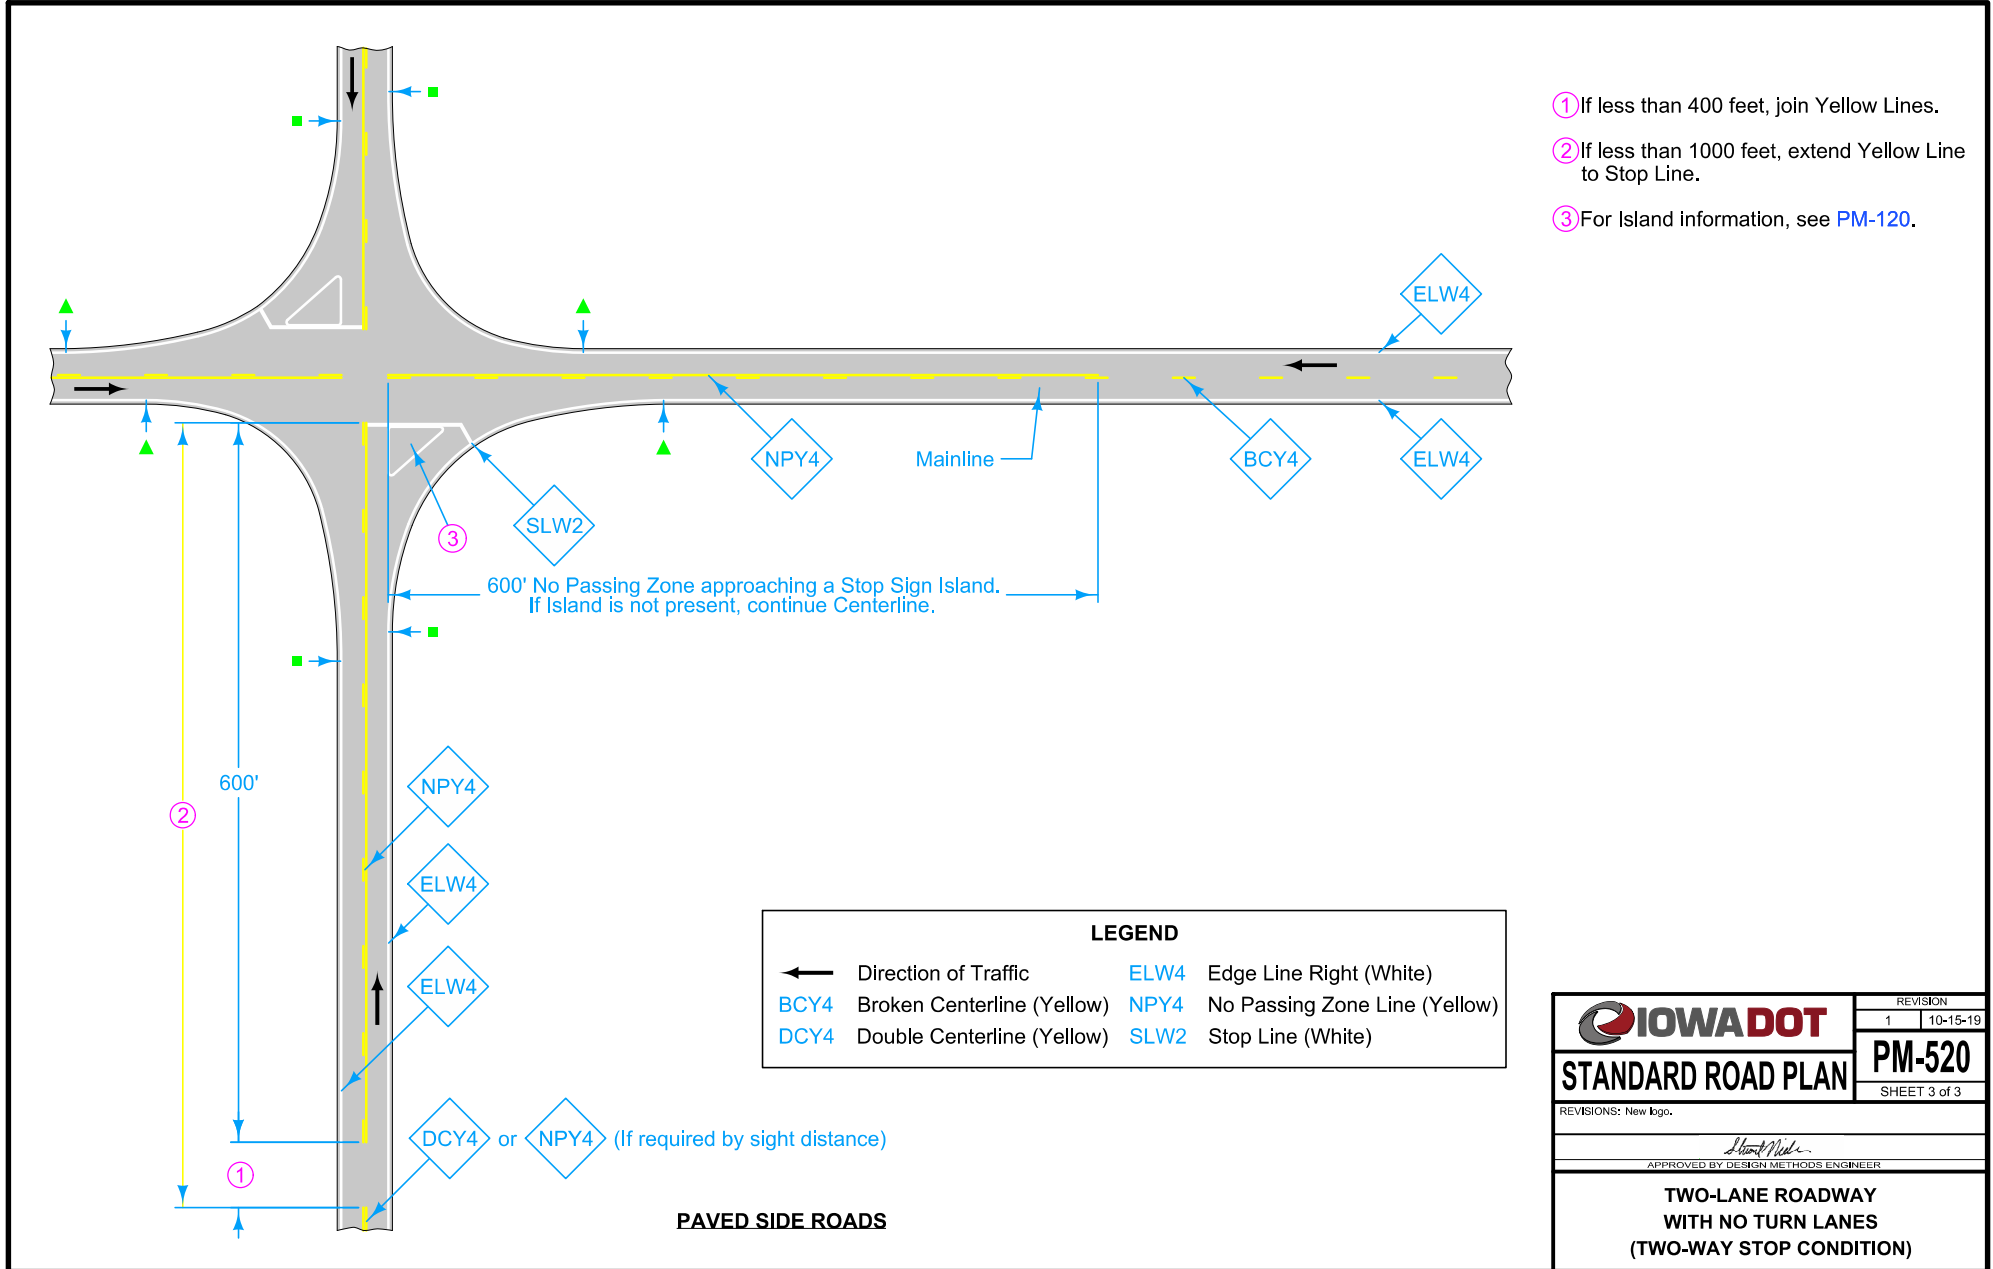 ① If less than 400 feet, join Yellow Lines.
② If less than 1000 feet, extend Yellow Line
to Stop Line.
③ For Island information, see PM-120.
ELW4
NPY4
Mainline
BCY4
ELW4
SLW2
③
600' No Passing Zone approaching a Stop Sign Island.
If Island is not present, continue Centerline.
600'
②
NPY4
ELW4
ELW4
DCY4 or NPY4 (If required by sight distance)
①
PAVED SIDE ROADS
LEGEND
Direction of Traffic ELW4 Edge Line Right (White)
BCY4 Broken Centerline (Yellow) NPY4 No Passing Zone Line (Yellow)
DCY4 Double Centerline (Yellow) SLW2 Stop Line (White)
IOWADOT
REVISION
1 10-15-19
STANDARD ROAD PLAN
PM-520
SHEET 3 of 3
REVISIONS: New logo.
APPROVED BY DESIGN METHODS ENGINEER
TWO-LANE ROADWAY
WITH NO TURN LANES
(TWO-WAY STOP CONDITION)